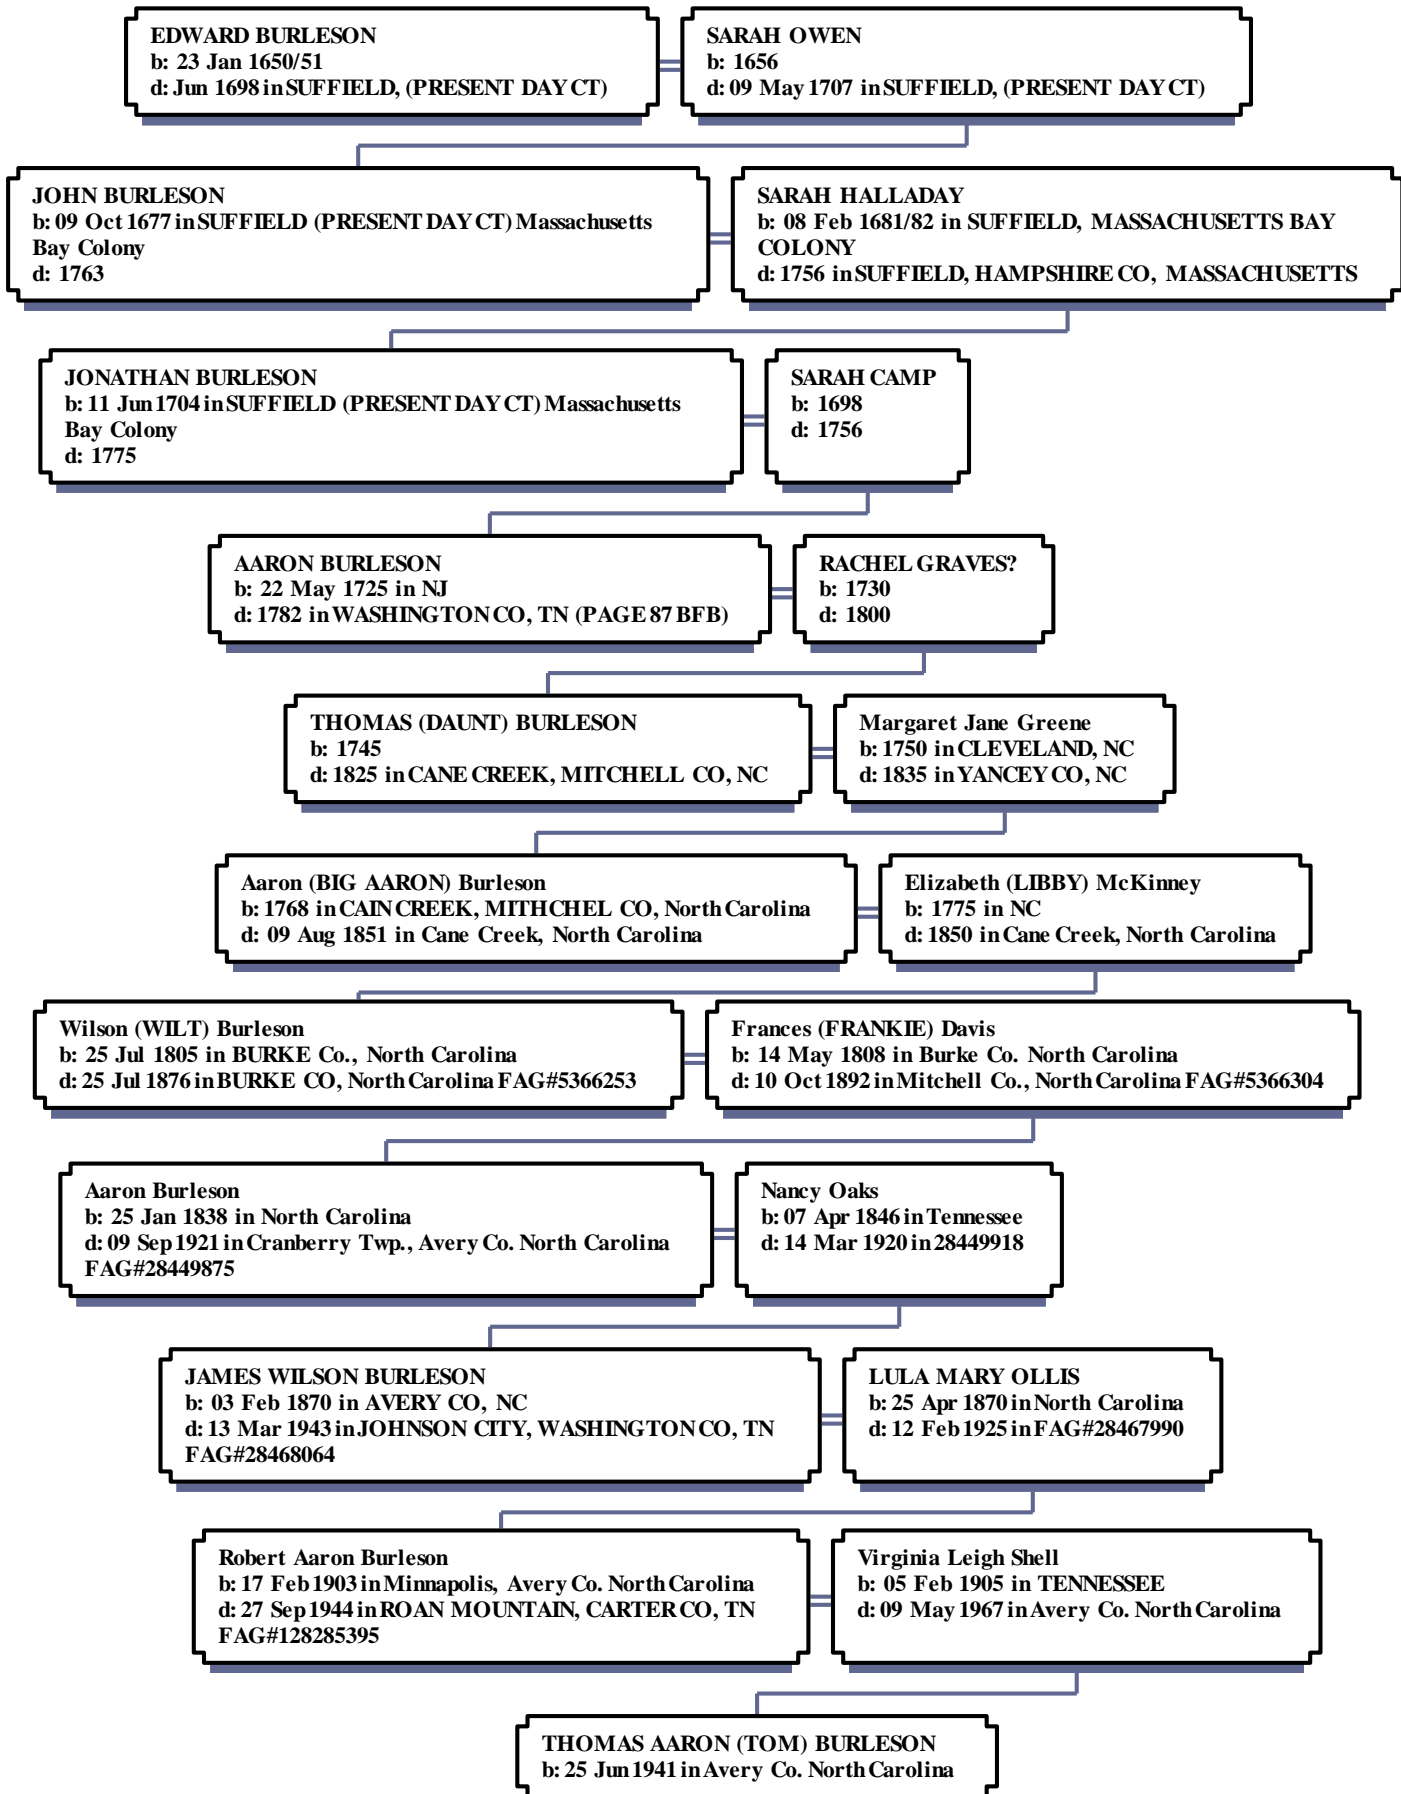 EDWARD BURLESON
b: 23 Jan 1650/51
d: Jun 1698 in SUFFIELD, (PRESENT DAY CT)
SARAH OWEN
b: 1656
d: 09 May 1707 in SUFFIELD, (PRESENT DAY CT)
JOHN BURLESON
b: 09 Oct 1677 in SUFFIELD (PRESENT DAY CT) Massachusetts
Bay Colony
d: 1763
SARAH HALLADAY
b: 08 Feb 1681/82 in SUFFIELD, MASSACHUSETTS BAY
COLONY
d: 1756 in SUFFIELD, HAMPSHIRE CO, MASSACHUSETTS
JONATHAN BURLESON
b: 11 Jun 1704 in SUFFIELD (PRESENT DAY CT) Massachusetts
Bay Colony
d: 1775
SARAH CAMP
b: 1698
d: 1756
AARON BURLESON
b: 22 May 1725 in NJ
d: 1782 in WASHINGTON CO, TN (PAGE 87 BFB)
RACHEL GRAVES?
b: 1730
d: 1800
THOMAS (DAUNT) BURLESON
b: 1745
d: 1825 in CANE CREEK, MITCHELL CO, NC
Margaret Jane Greene
b: 1750 in CLEVELAND, NC
d: 1835 in YANCEY CO, NC
Aaron (BIG AARON) Burleson
b: 1768 in CAIN CREEK, MITHCHEL CO, North Carolina
d: 09 Aug 1851 in Cane Creek, North Carolina
Elizabeth (LIBBY) McKinney
b: 1775 in NC
d: 1850 in Cane Creek, North Carolina
Wilson (WILT) Burleson
b: 25 Jul 1805 in BURKE Co., North Carolina
d: 25 Jul 1876 in BURKE CO, North Carolina FAG#5366253
Frances (FRANKIE) Davis
b: 14 May 1808 in Burke Co. North Carolina
d: 10 Oct 1892 in Mitchell Co., North Carolina FAG#5366304
Aaron Burleson
b: 25 Jan 1838 in North Carolina
d: 09 Sep 1921 in Cranberry Twp., Avery Co. North Carolina
FAG#28449875
Nancy Oaks
b: 07 Apr 1846 in Tennessee
d: 14 Mar 1920 in 28449918
JAMES WILSON BURLESON
b: 03 Feb 1870 in AVERY CO, NC
d: 13 Mar 1943 in JOHNSON CITY, WASHINGTON CO, TN
FAG#28468064
LULA MARY OLLIS
b: 25 Apr 1870 in North Carolina
d: 12 Feb 1925 in FAG#28467990
Robert Aaron Burleson
b: 17 Feb 1903 in Minnapolis, Avery Co. North Carolina
d: 27 Sep 1944 in ROAN MOUNTAIN, CARTER CO, TN
FAG#128285395
Virginia Leigh Shell
b: 05 Feb 1905 in TENNESSEE
d: 09 May 1967 in Avery Co. North Carolina
THOMAS AARON (TOM) BURLESON
b: 25 Jun 1941 in Avery Co. North Carolina